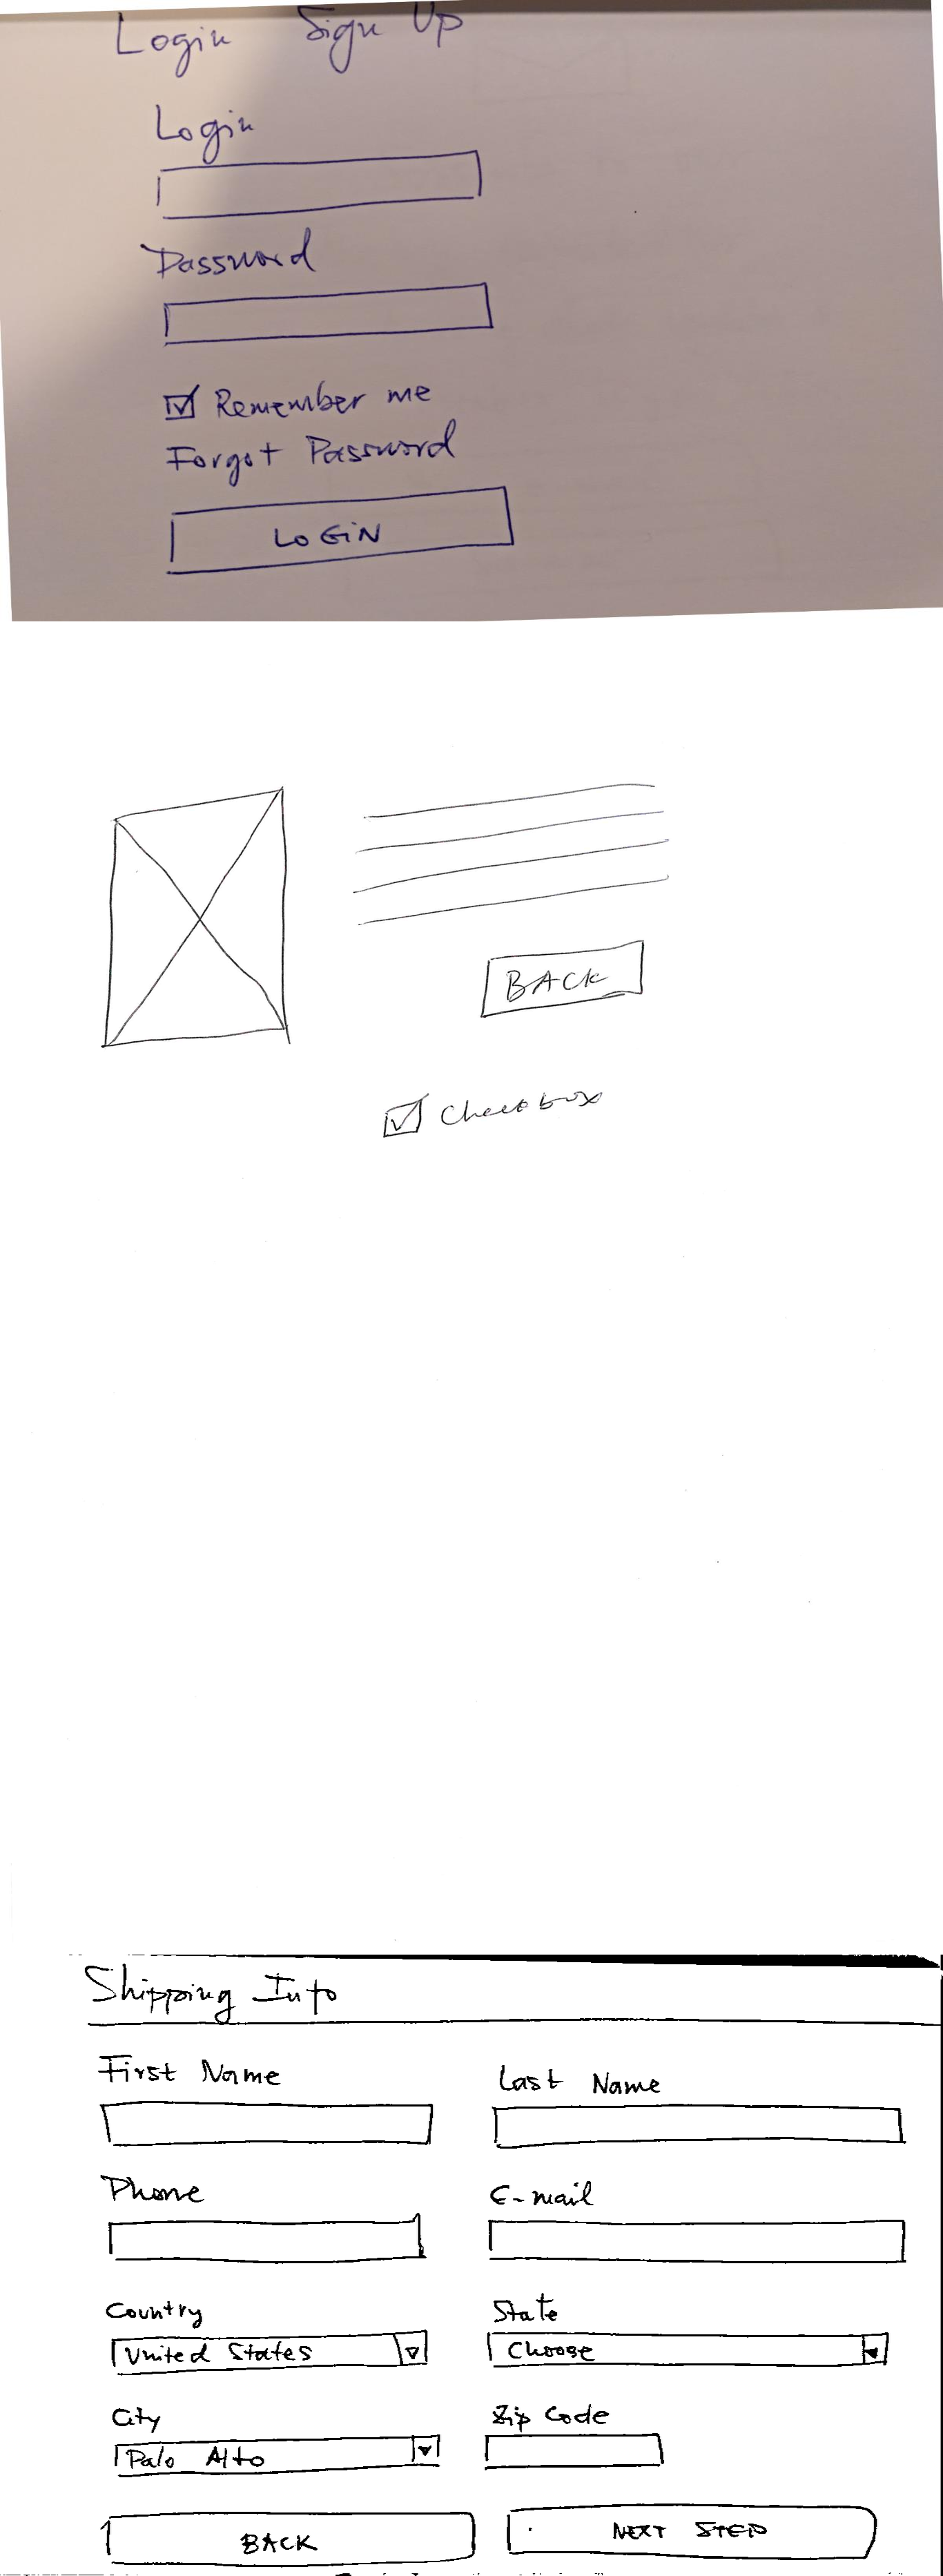 Login Sign Up
Login
Password
Remember me
Forgot Password
LOGIN
BACK
Checkbox
Shipping Info
First Name Last Name
Phone E-mail
Country State
United States Choose
City Zip Code
Palo Alto
BACK NEXT STEP